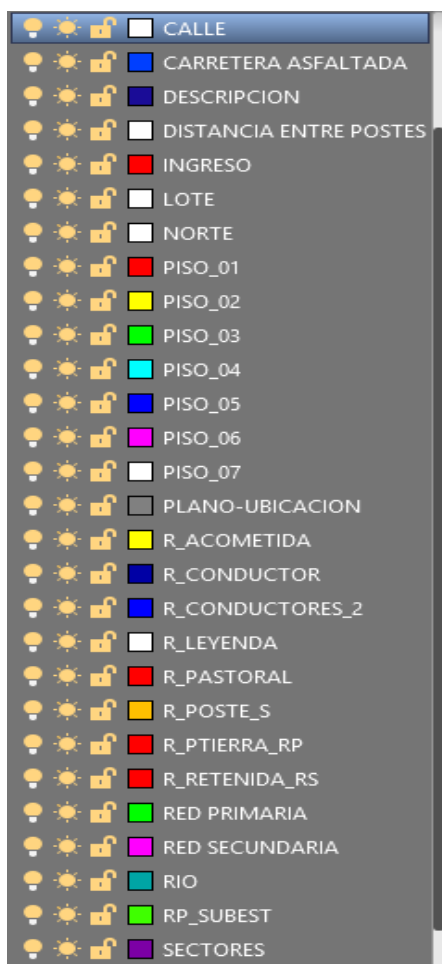 CALLE
CARRETERA ASFALTADA
DESCRIPCION
DISTANCIA ENTRE POSTES
INGRESO
LOTE
NORTE
PISO_01
PISO_02
PISO_03
PISO_04
PISO_05
PISO_06
PISO_07
PLANO-UBICACION
R_ACOMETIDA
R_CONDUCTOR
R_CONDUCTORES_2
R_LEYENDA
R_PASTORAL
R_POSTE_S
R_PTIERRA_RP
R_RETENIDA_RS
RED PRIMARIA
RED SECUNDARIA
RIO
RP_SUBEST
SECTORES